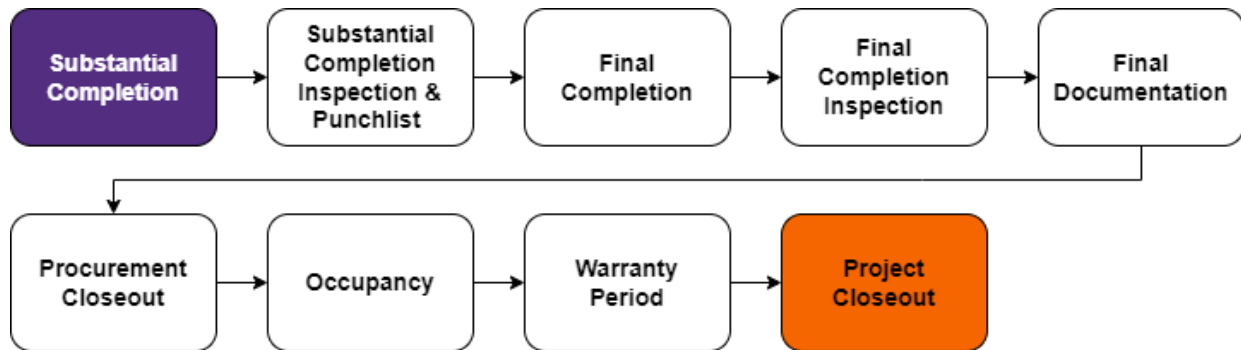 Substantial
Completion
Substantial
Completion
Inspection &
Punchlist
Final
Completion
Final
Completion
Inspection
Final
Documentation
Procurement
Closeout
Occupancy
Warranty
Period
Project
Closeout